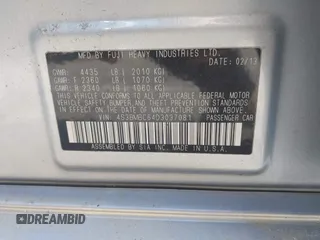 MFD BY FUJI HEAVY INDUSTRIES LTD.
DATE: 02/13
GVWR: 4435 LB ( 2010 KG)
GAWR: F 2360 LB ( 1070 KG)
GAWR: R 2340 LB ( 1060 KG)
THIS VEHICLE CONFORMS TO ALL APPLICABLE FEDERAL MOTOR
VEHICLE SAFETY, BUMPER, AND THEFT PREVENTION STANDARDS
IN EFFECT ON THE DATE OF MANUFACTURE SHOWN ABOVE.
VIN: PASSENGER CAR
ASSEMBLED BY SIA INC. MADE IN U.S.A.
DREAMBID